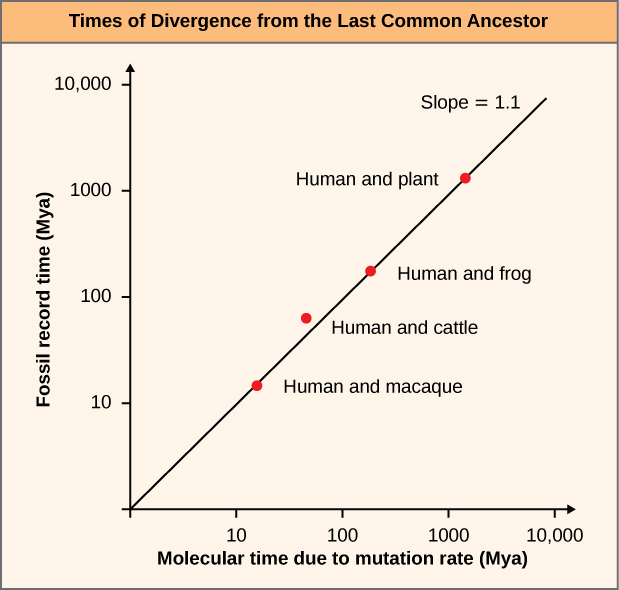 Times of Divergence from the Last Common Ancestor
10,000
Slope = 1.1
Human and plant
1000
Human and frog
100
Human and cattle
Human and macaque
10
Fossil record time (Mya)
10
100
1000
10,000
Molecular time due to mutation rate (Mya)